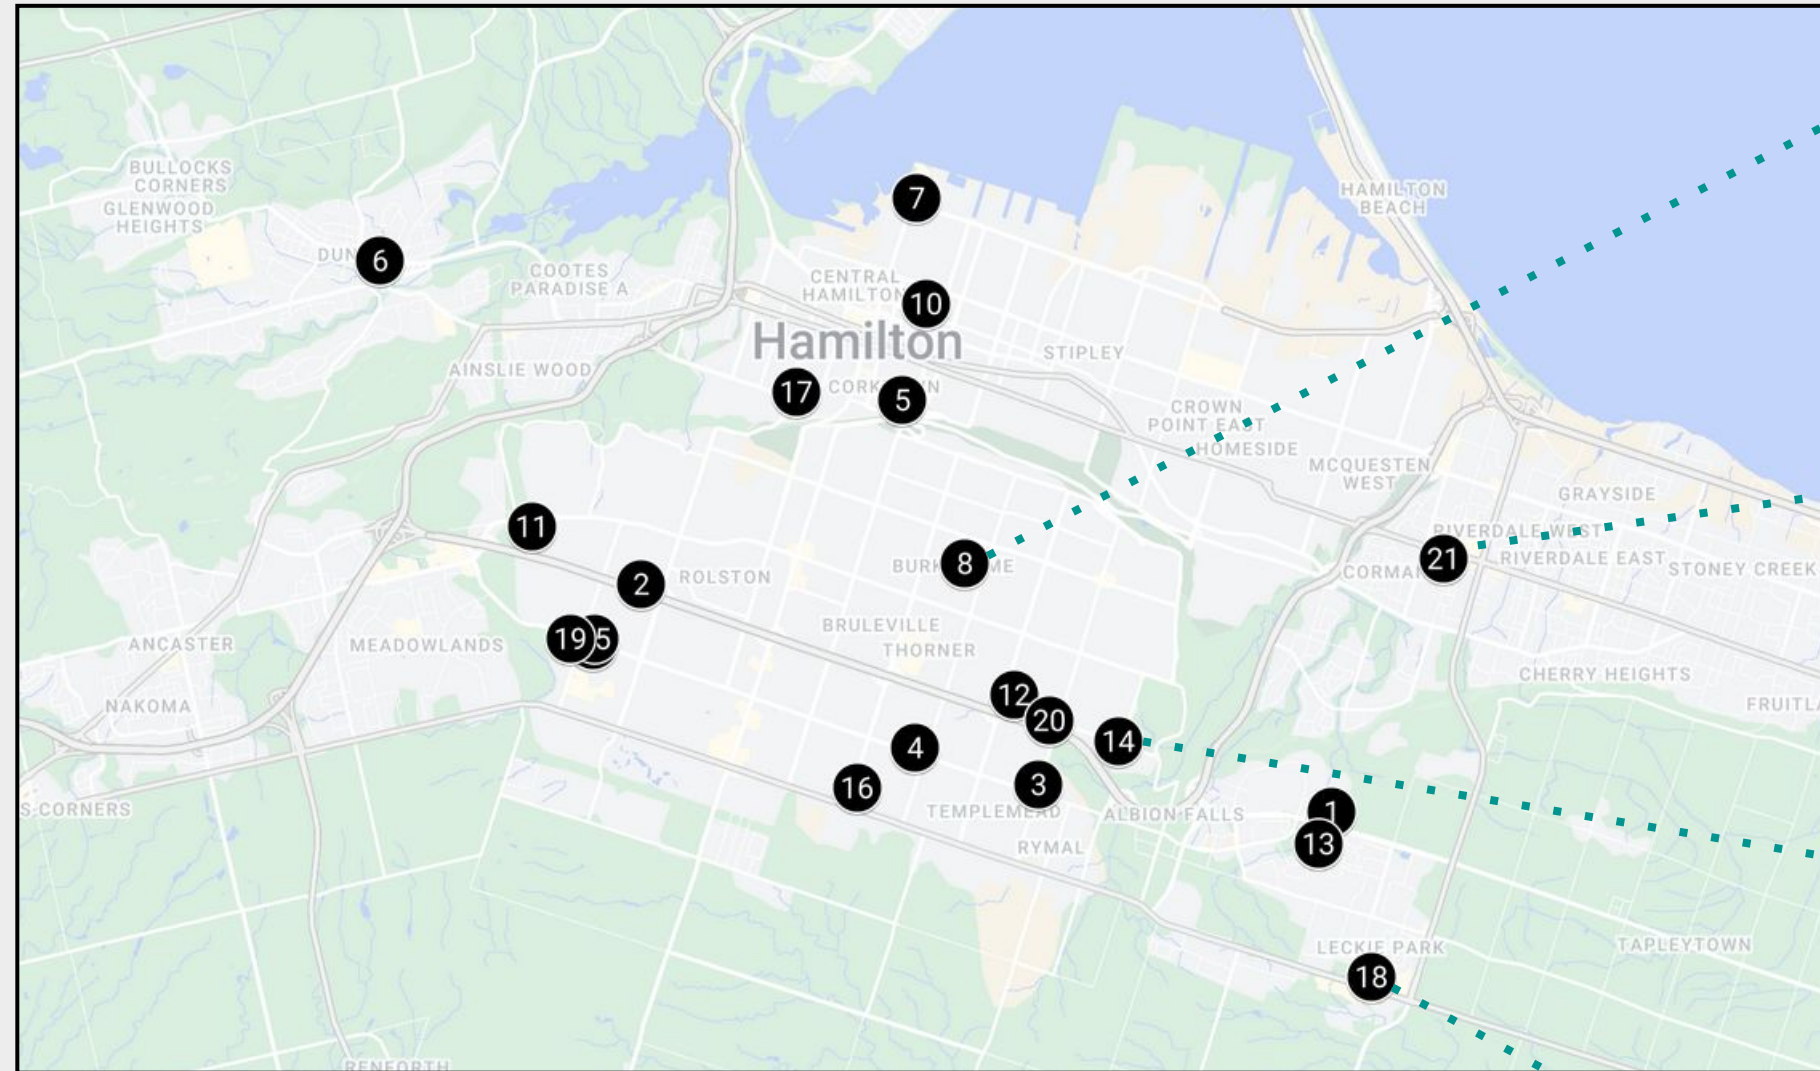 BULLOCKS
CORNERS
GLENWOOD
HEIGHTS
7
HAMILTON
BEACH
6
COOTES
PARADISE A
CENTRAL
HAMILTON
10
Hamilton
STIPLEY
AINSLIE WOOD
17
5
CROWN
POINT EAST
HOMESIDE
MCQUESTEN
WEST
GRAYSIDE
11
RIVERDALE WEST
8
21
RIVERDALE EAST
STONEY CREEK
2
ROLSTON
BRULEVILLE
THORNER
19
5
ANCASTER
MEADOWLANDS
CHERRY HEIGHTS
NAKOMA
12
20
14
4
3
16
TEMPLEMEAD
ALBION FALLS
1
13
S CORNERS
RYMAL
LECKIE PARK
TAPLEYTOWN
18
RENFORTH